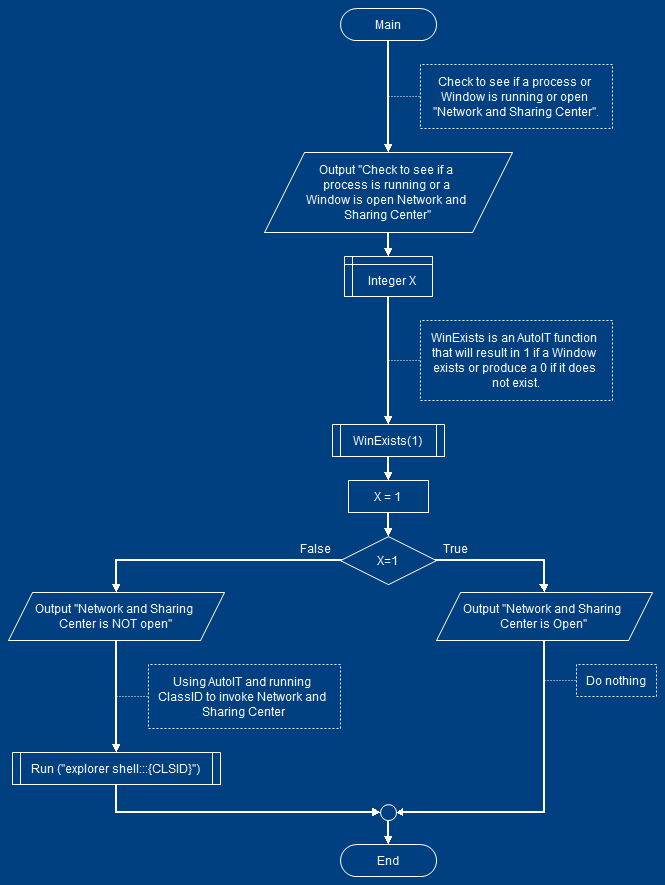 Main
Check to see if a process or
Window is running or open
"Network and Sharing Center".
Output "Check to see if a
process is running or a
Window is open Network and
Sharing Center"
Integer X
WinExists is an AutoIT function
that will result in 1 if a Window
exists or produce a 0 if it does
not exist.
WinExists(1)
X = 1
False
True
X=1
Output "Network and Sharing
Center is NOT open"
Output "Network and Sharing
Center is Open"
Using AutoIT and running
ClassID to invoke Network and
Sharing Center
Do nothing
Run ("explorer shell:::{CLSID}")
End